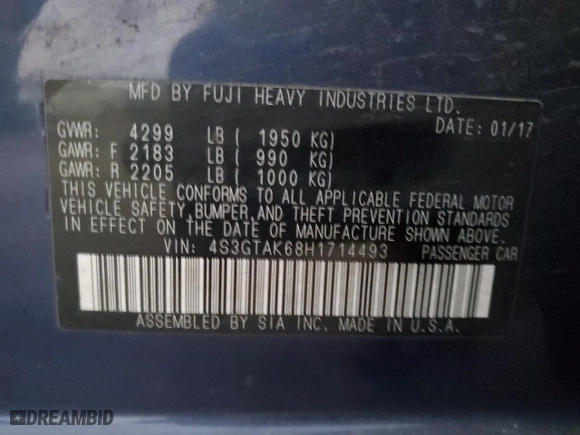 MFD BY FUJI HEAVY INDUSTRIES LTD.
DATE: 01/17
GVWR: 4299 LB ( 1950 KG)
GAWR: F 2183 LB ( 990 KG)
GAWR: R 2205 LB ( 1000 KG)
THIS VEHICLE CONFORMS TO ALL APPLICABLE FEDERAL MOTOR
VEHICLE SAFETY, BUMPER, AND THEFT PREVENTION STANDARDS
IN EFFECT ON THE DATE OF MANUFACTURE SHOWN ABOVE.
VIN: 4S3GTAK68H1714493 PASSENGER CAR
ASSEMBLED BY SIA INC. MADE IN U.S.A.
DREAMBID